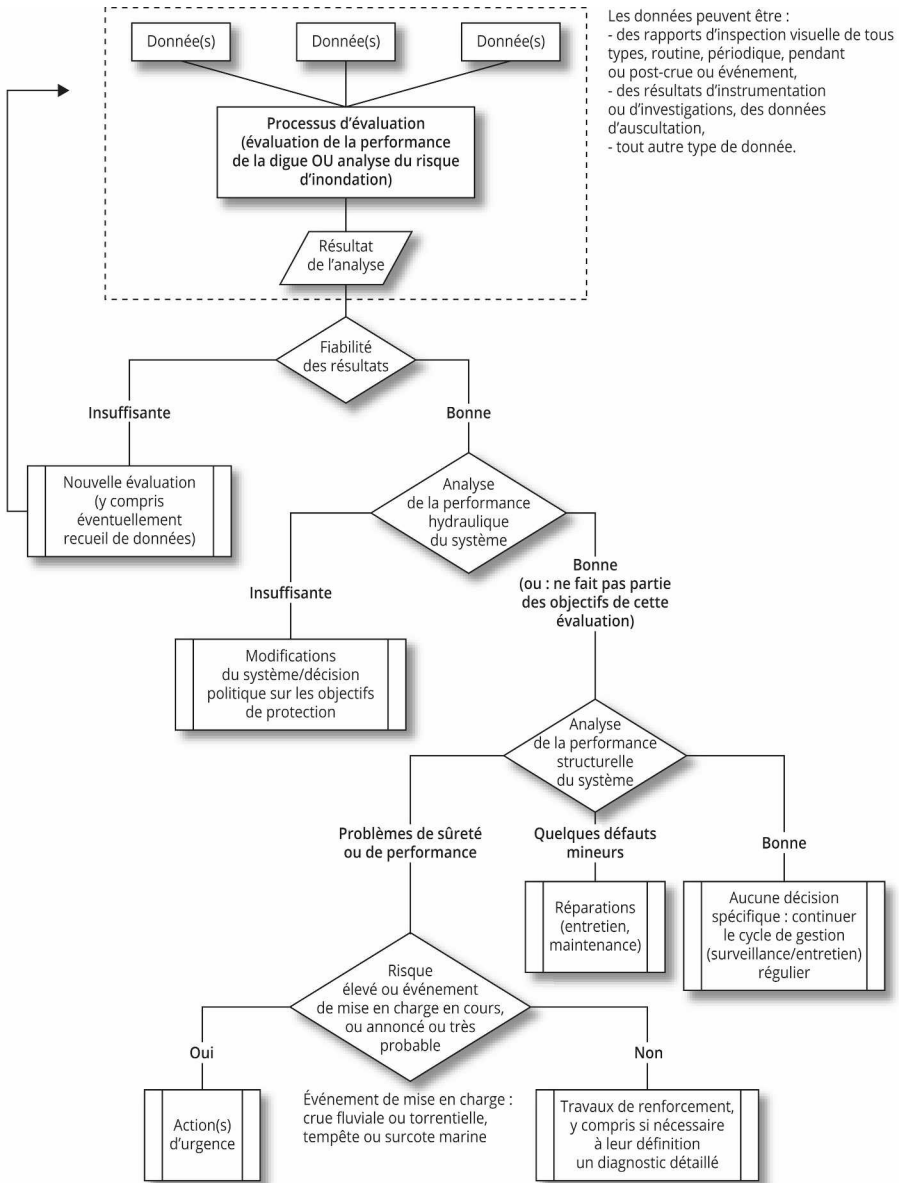 Donnée(s)
Donnée(s)
Donnée(s)
Les données peuvent être :
- des rapports d’inspection visuelle de tous
types, routine, périodique, pendant
ou post-crue ou événement,
- des résultats d’instrumentation
ou d’investigations, des données
d’auscultation,
- tout autre type de donnée.
Processus d’évaluation
(évaluation de la performance
de la digue OU analyse du risque
d’inondation)
Résultat
de l’analyse
Fiabilité
des résultats
Insuffisante
Bonne
Nouvelle évaluation
(y compris
éventuellement
recueil de données)
Analyse
de la performance
hydraulique
du système
Insuffisante
Bonne
(ou : ne fait pas partie
des objectifs de cette
évaluation)
Modifications
du système/décision
politique sur les objectifs
de protection
Analyse
de la performance
structurelle
du système
Problèmes de sûreté
ou de performance
Quelques défauts
mineurs
Bonne
Réparations
(entretien,
maintenance)
Aucune décision
spécifique : continuer
le cycle de gestion
(surveillance/entretien)
régulier
Risque
élevé ou événement
de mise en charge en cours,
ou annoncé ou très
probable
Oui
Non
Action(s)
d’urgence
Événement de mise en charge :
crue fluviale ou torrentielle,
tempête ou surcote marine
Travaux de renforcement,
y compris si nécessaire
à leur définition
un diagnostic détaillé